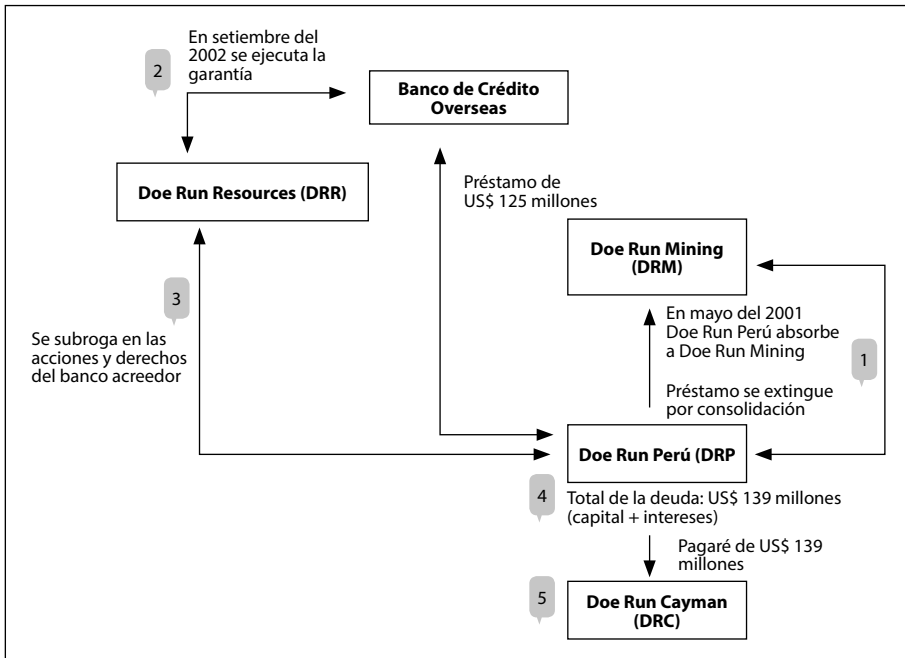 En setiembre del
2002 se ejecuta la
garantía
2
Banco de Crédito
Overseas
Doe Run Resources (DRR)
Préstamo de
US$ 125 millones
Doe Run Mining
(DRM)
3
Se subroga en las
acciones y derechos
del banco acreedor
En mayo del 2001
Doe Run Perú absorbe
a Doe Run Mining
1
Préstamo se extingue
por consolidación
Doe Run Perú (DRP
4
Total de la deuda: US$ 139 millones
(capital + intereses)
Pagaré de US$ 139
millones
5
Doe Run Cayman
(DRC)